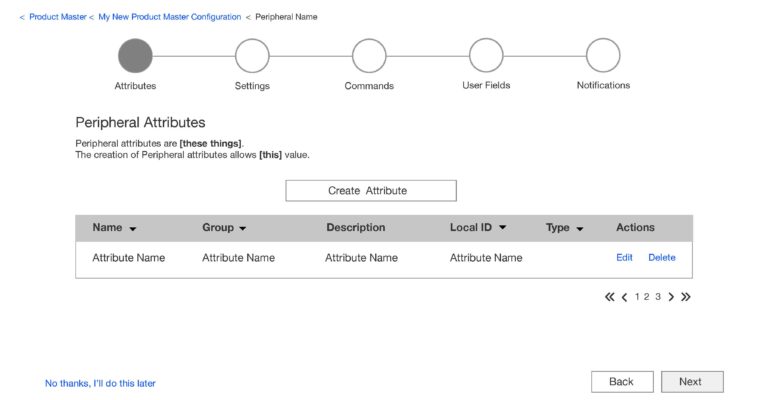 < Product Master < My New Product Master Configuration < Peripheral Name
Attributes Settings Commands User Fields Notifications
Peripheral Attributes
Peripheral attributes are [these things].
The creation of Peripheral attributes allows [this] value.
Create Attribute
Name Group Description Local ID Type Actions
Attribute Name Attribute Name Attribute Name Attribute Name Edit Delete
1 2 3
No thanks, I'll do this later Back Next